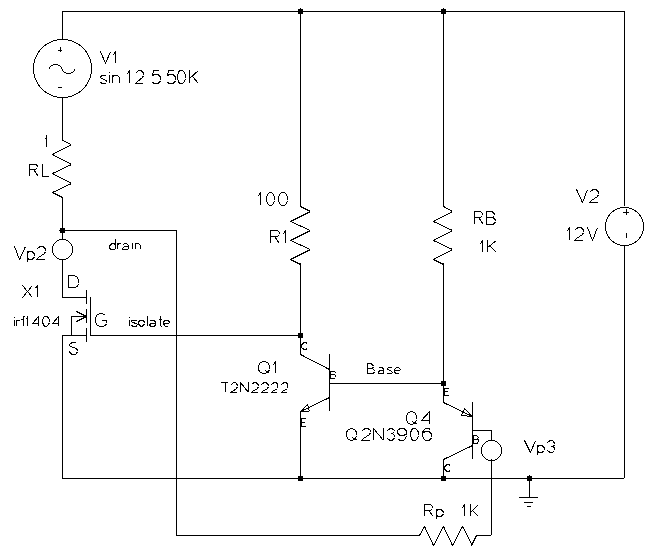 V1
sin 12 5 50K
1
RL
100
R1
RB
1K
V2
12V
drain
Vp2
D
X1
irf1404
G
isolate
S
C
Q1
T2N2222
B
E
Base
E
Q4
Q2N3906
B
C
Vp3
Rp 1K